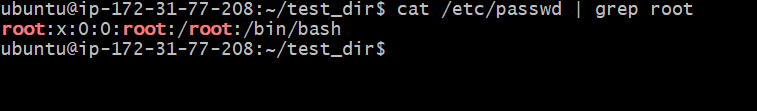 ubuntu@ip-172-31-77-208:~/test_dir$ cat /etc/passwd | grep root
root:x:0:0:root:/root:/bin/bash
ubuntu@ip-172-31-77-208:~/test_dir$